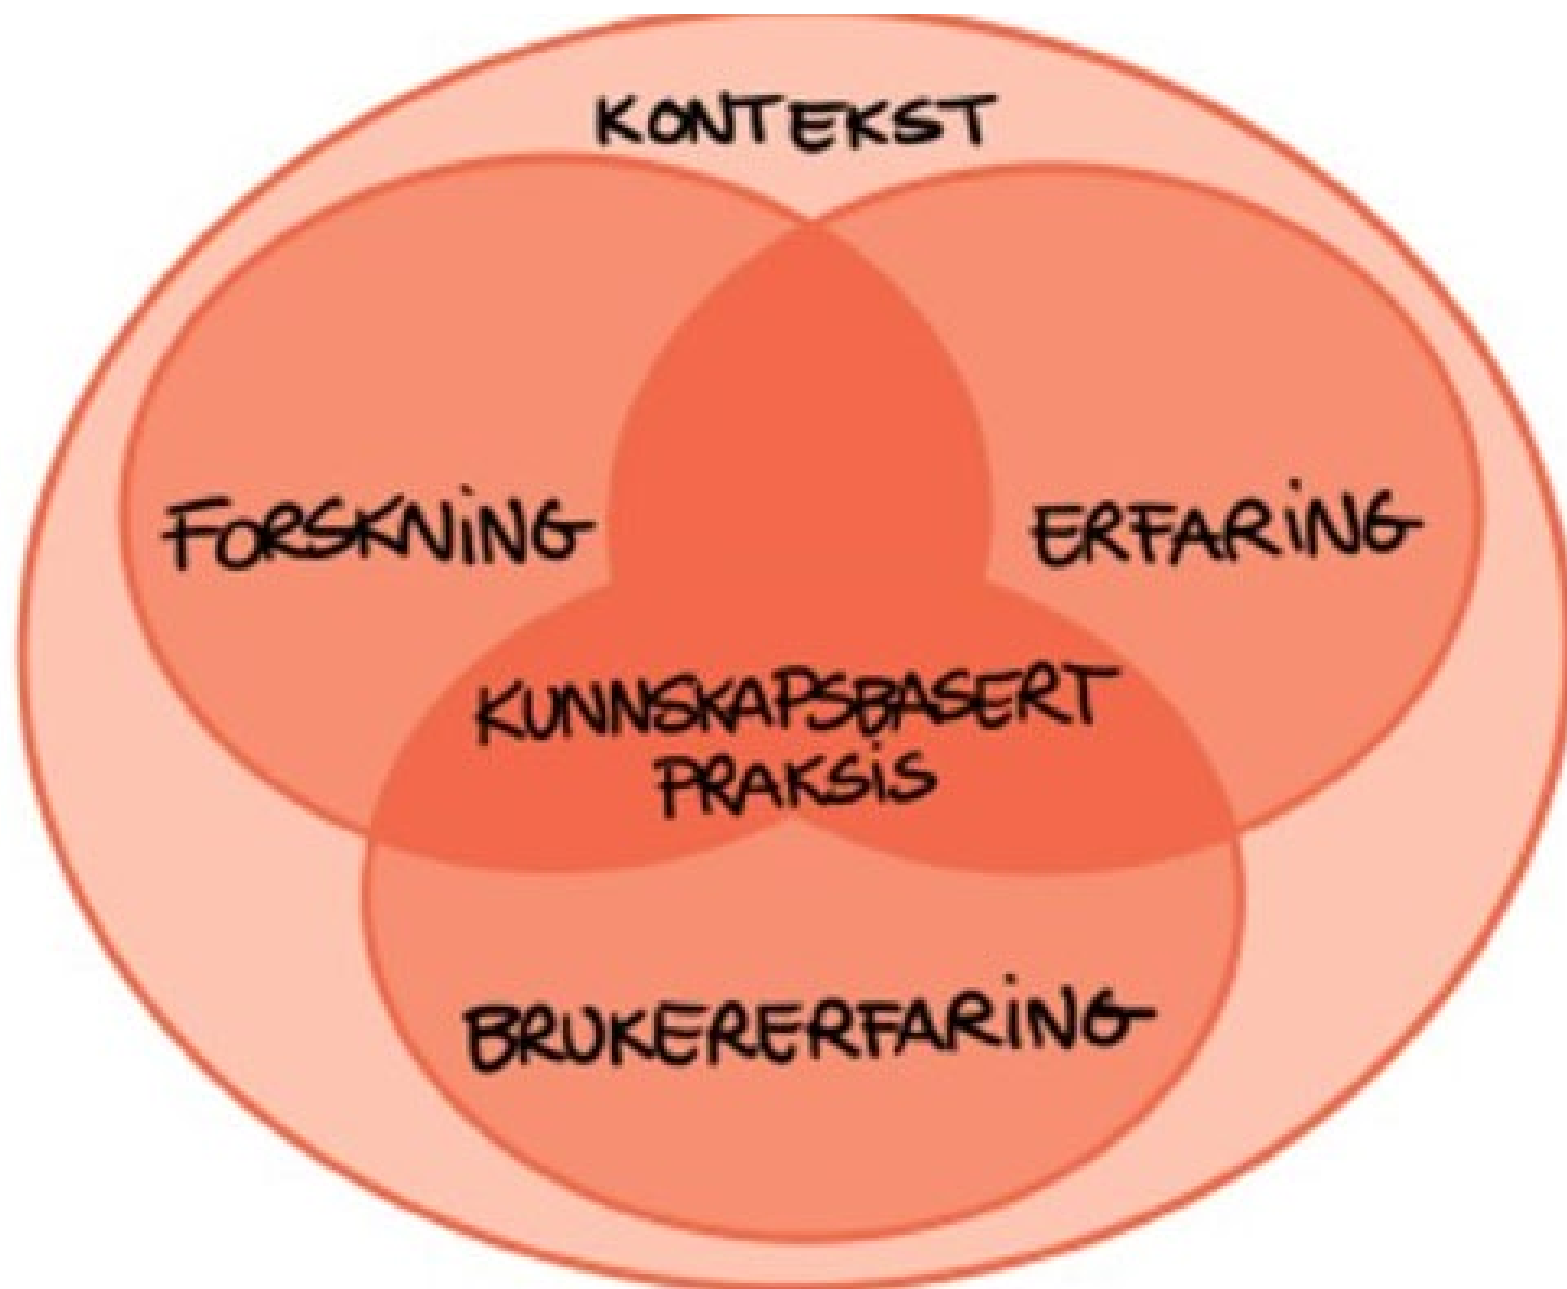 KONTEKST
FORSKNING
ERFARING
KUNNSKAPSBASERT
PRAKSIS
BRUKERERFARING